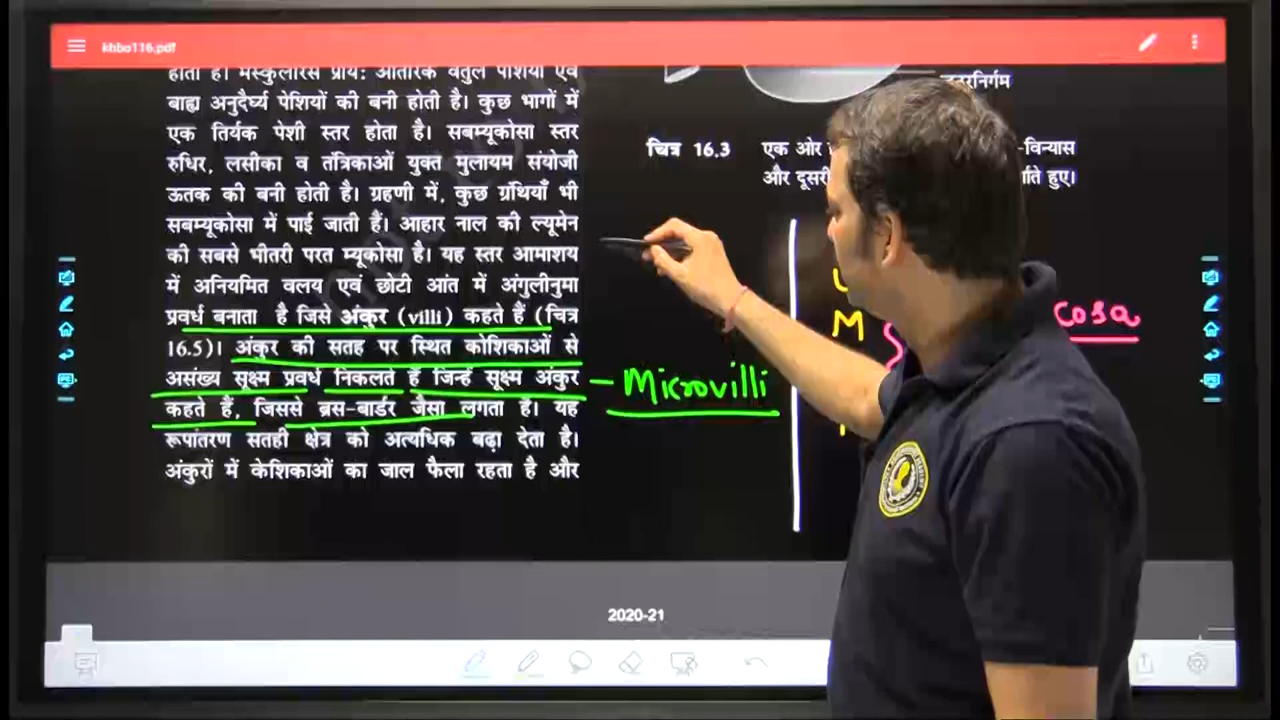 khbo116.pdf
होता है। मस्कुलारिस प्राय: आंतरिक वर्तुल पेशियों एवं
बाह्य अनुदैर्घ्य पेशियों की बनी होती है। कुछ भागों में
एक तिर्यक पेशी स्तर होता है। सबम्यूकोसा स्तर
रुधिर, लसीका व तंत्रिकाओं युक्त मुलायम संयोजी
ऊतक की बनी होती है। ग्रहणी में, कुछ ग्रंथियाँ भी
सबम्यूकोसा में पाई जाती हैं। आहार नाल की ल्यूमेन
की सबसे भीतरी परत म्यूकोसा है। यह स्तर आमाशय
में अनियमित वलय एवं छोटी आंत में अंगुलीनुमा
प्रवर्ध बनाता है जिसे अंकुर (villi) कहते हैं (चित्र
16.5)। अंकुर की सतह पर स्थित कोशिकाओं से
असंख्य सूक्ष्म प्रवर्ध निकलते हैं जिन्हें सूक्ष्म अंकुर
कहते हैं, जिससे ब्रस-बार्डर जैसा लगता है। यह
रूपांतरण सतही क्षेत्र को अत्यधिक बढ़ा देता है।
अंकुरों में केशिकाओं का जाल फैला रहता है और
– Microvilli
चित्र 16.3 एक ओर -विन्यास
और दूसरी
M
cosa
2020-21